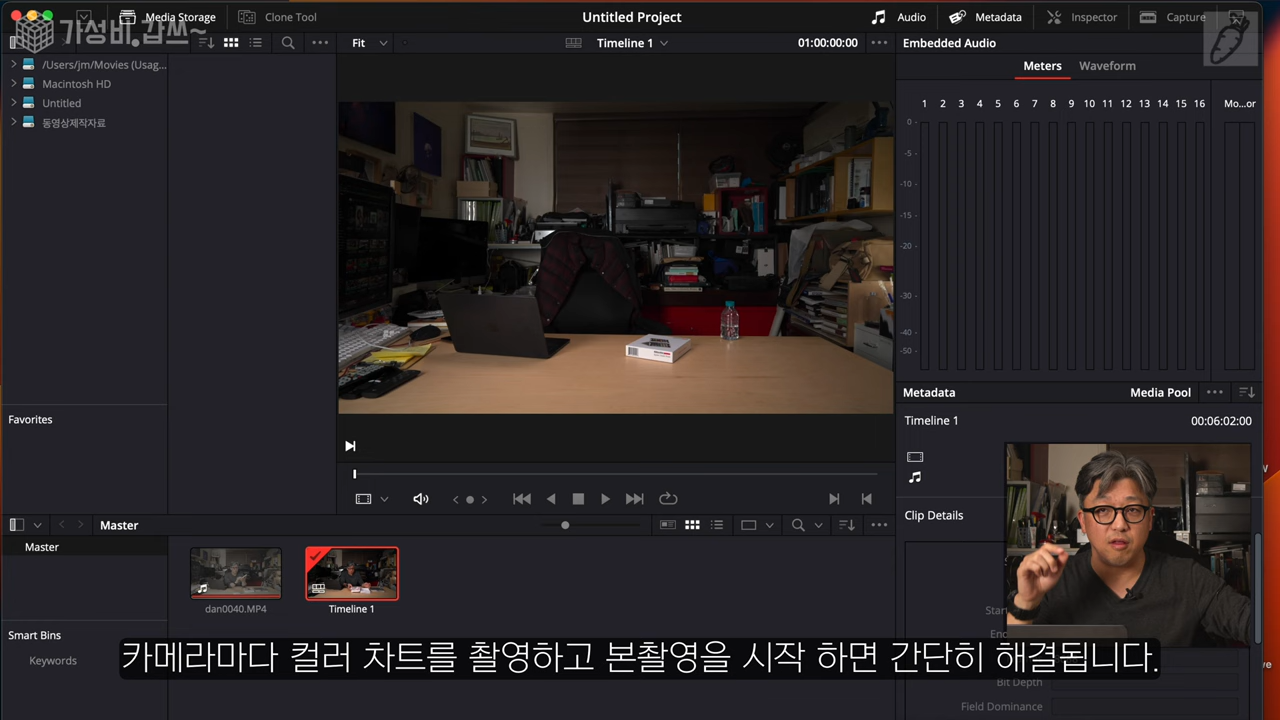 가성비.갑쓰~
Media Storage
Clone Tool
Untitled Project
Audio
Metadata
Inspector
Capture
Fit
Timeline 1
01:00:00:00
Embedded Audio
Meters
Waveform
/Users/jm/Movies (Usag...
Macintosh HD
Untitled
동영상제작자료
1 2 3 4 5 6 7 8 9 10 11 12 13 14 15 16 Mo...or
0
-5
-10
-15
-20
-30
-40
-50
Favorites
Metadata
Media Pool
Timeline 1
00:06:02:00
Clip Details
Master
Master
dan0040.MP4
Timeline 1
Smart Bins
Keywords
카메라마다 컬러 차트를 촬영하고 본촬영을 시작 하면 간단히 해결됩니다.
Bit Depth
Field Dominance